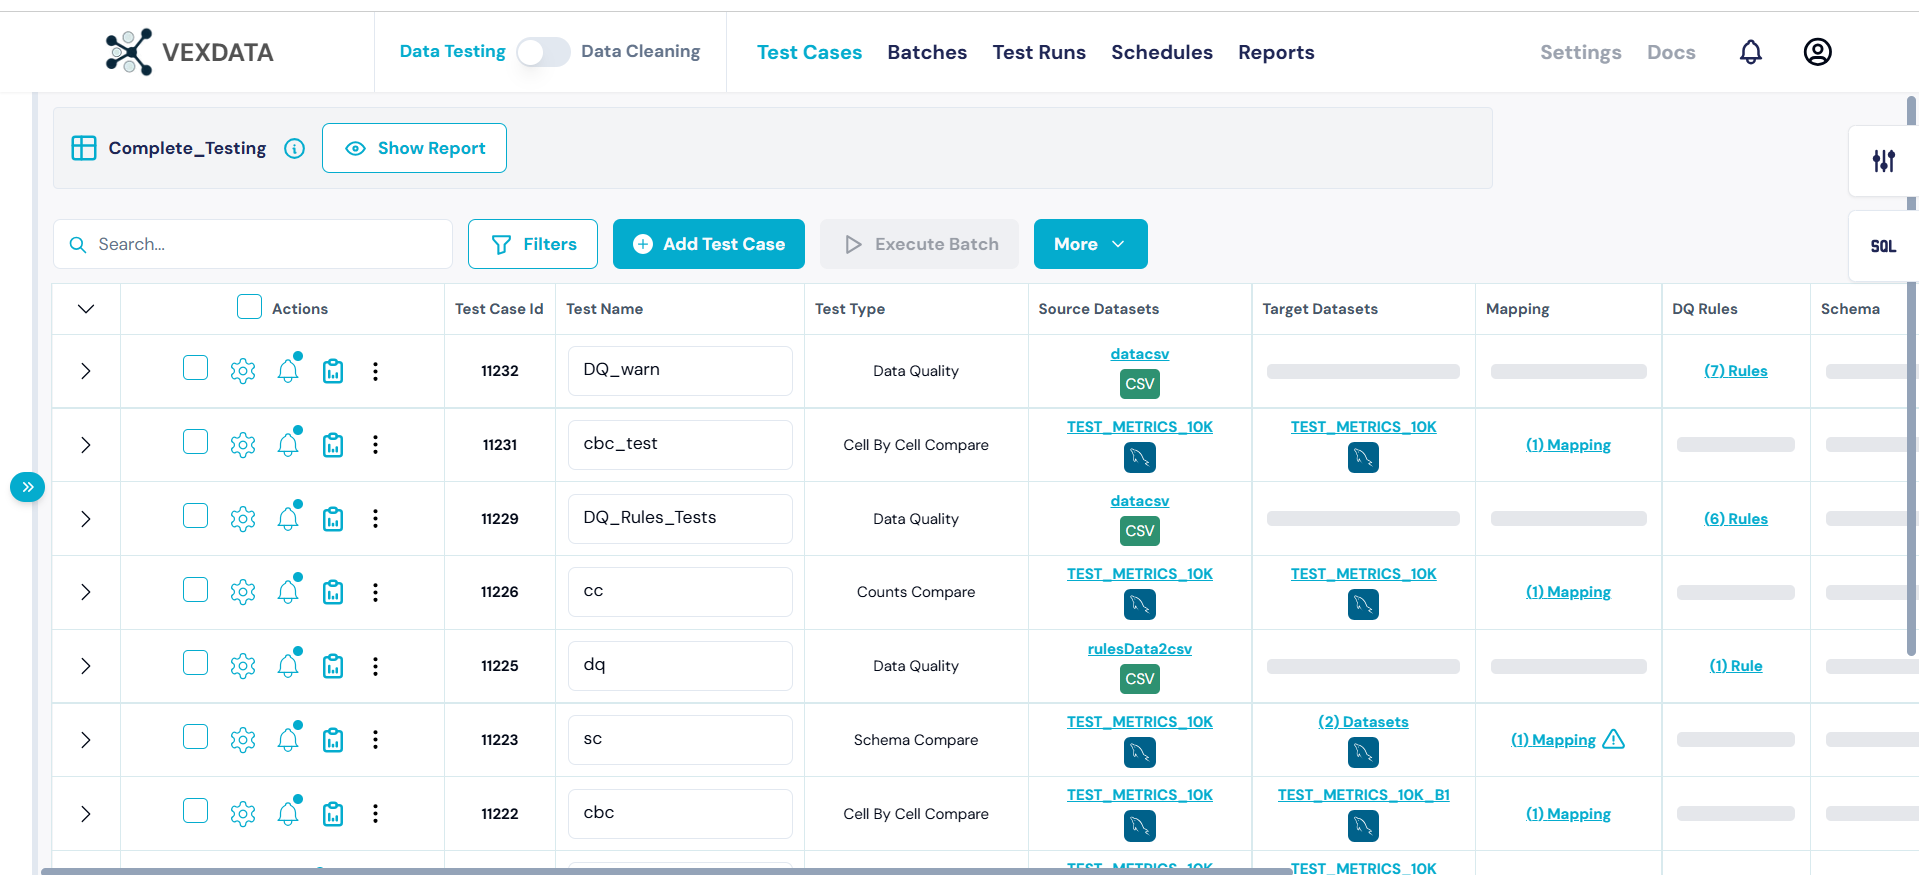 VEXDATA
Data Testing Data Cleaning
Test Cases Batches Test Runs Schedules Reports
Settings Docs
Complete_Testing Show Report
SQL
Search... Filters Add Test Case Execute Batch More
Actions Test Case Id Test Name Test Type Source Datasets Target Datasets Mapping DQ Rules Schema
11232 DQ_warn Data Quality datacsv CSV (7) Rules
11231 cbc_test Cell By Cell Compare TEST_METRICS_10K TEST_METRICS_10K (1) Mapping
11229 DQ_Rules_Tests Data Quality datacsv CSV (6) Rules
11226 cc Counts Compare TEST_METRICS_10K TEST_METRICS_10K (1) Mapping
11225 dq Data Quality rulesData2csv CSV (1) Rule
11223 sc Schema Compare TEST_METRICS_10K (2) Datasets (1) Mapping
11222 cbc Cell By Cell Compare TEST_METRICS_10K TEST_METRICS_10K_B1 (1) Mapping
TEST_METRICS_10K TEST_METRICS_10K